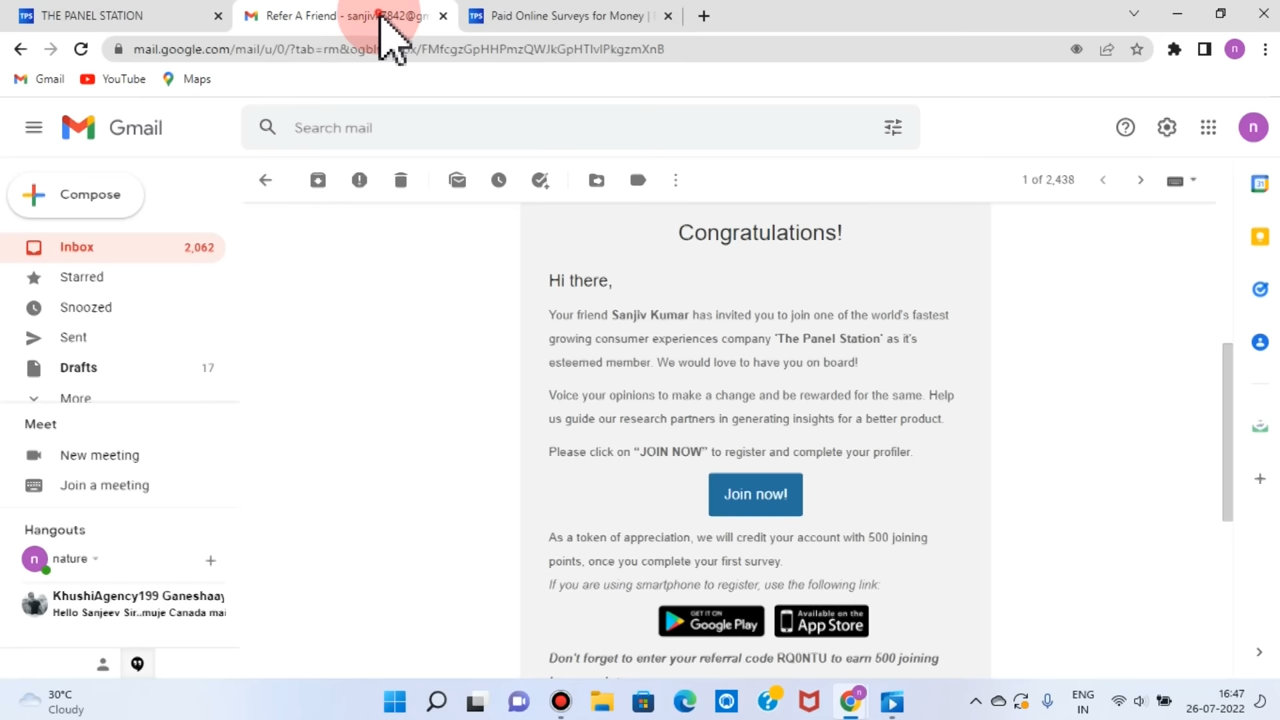 THE PANEL STATION
Refer A Friend - sanjiv
7842@gm
Paid Online Surveys for Money |
mail.google.com/mail/u/0/?tab=rm&ogbl
/FMfcgzGpHHPmzQWJkGpHTlvlPkgzmXnB
n
Gmail
YouTube
Maps
Gmail
Search mail
n
Compose
1 of 2,438
Inbox
2,062
Starred
Snoozed
Sent
Drafts
17
More
Meet
New meeting
Join a meeting
Hangouts
n
nature
KhushiAgency199 Ganeshaay
Hello Sanjeev Sir..muje Canada mai
Congratulations!
Hi there,
Your friend Sanjiv Kumar has invited you to join one of the world's fastest
growing consumer experiences company 'The Panel Station' as it's
esteemed member. We would love to have you on board!
Voice your opinions to make a change and be rewarded for the same. Help
us guide our research partners in generating insights for a better product.
Please click on “JOIN NOW” to register and complete your profiler.
Join now!
As a token of appreciation, we will credit your account with 500 joining
points, once you complete your first survey.
If you are using smartphone to register, use the following link:
GET IT ON
Google Play
Available on the
App Store
Don't forget to enter your referral code RQ0NTU to earn 500 joining
30°C
Cloudy
ENG
IN
16:47
26-07-2022